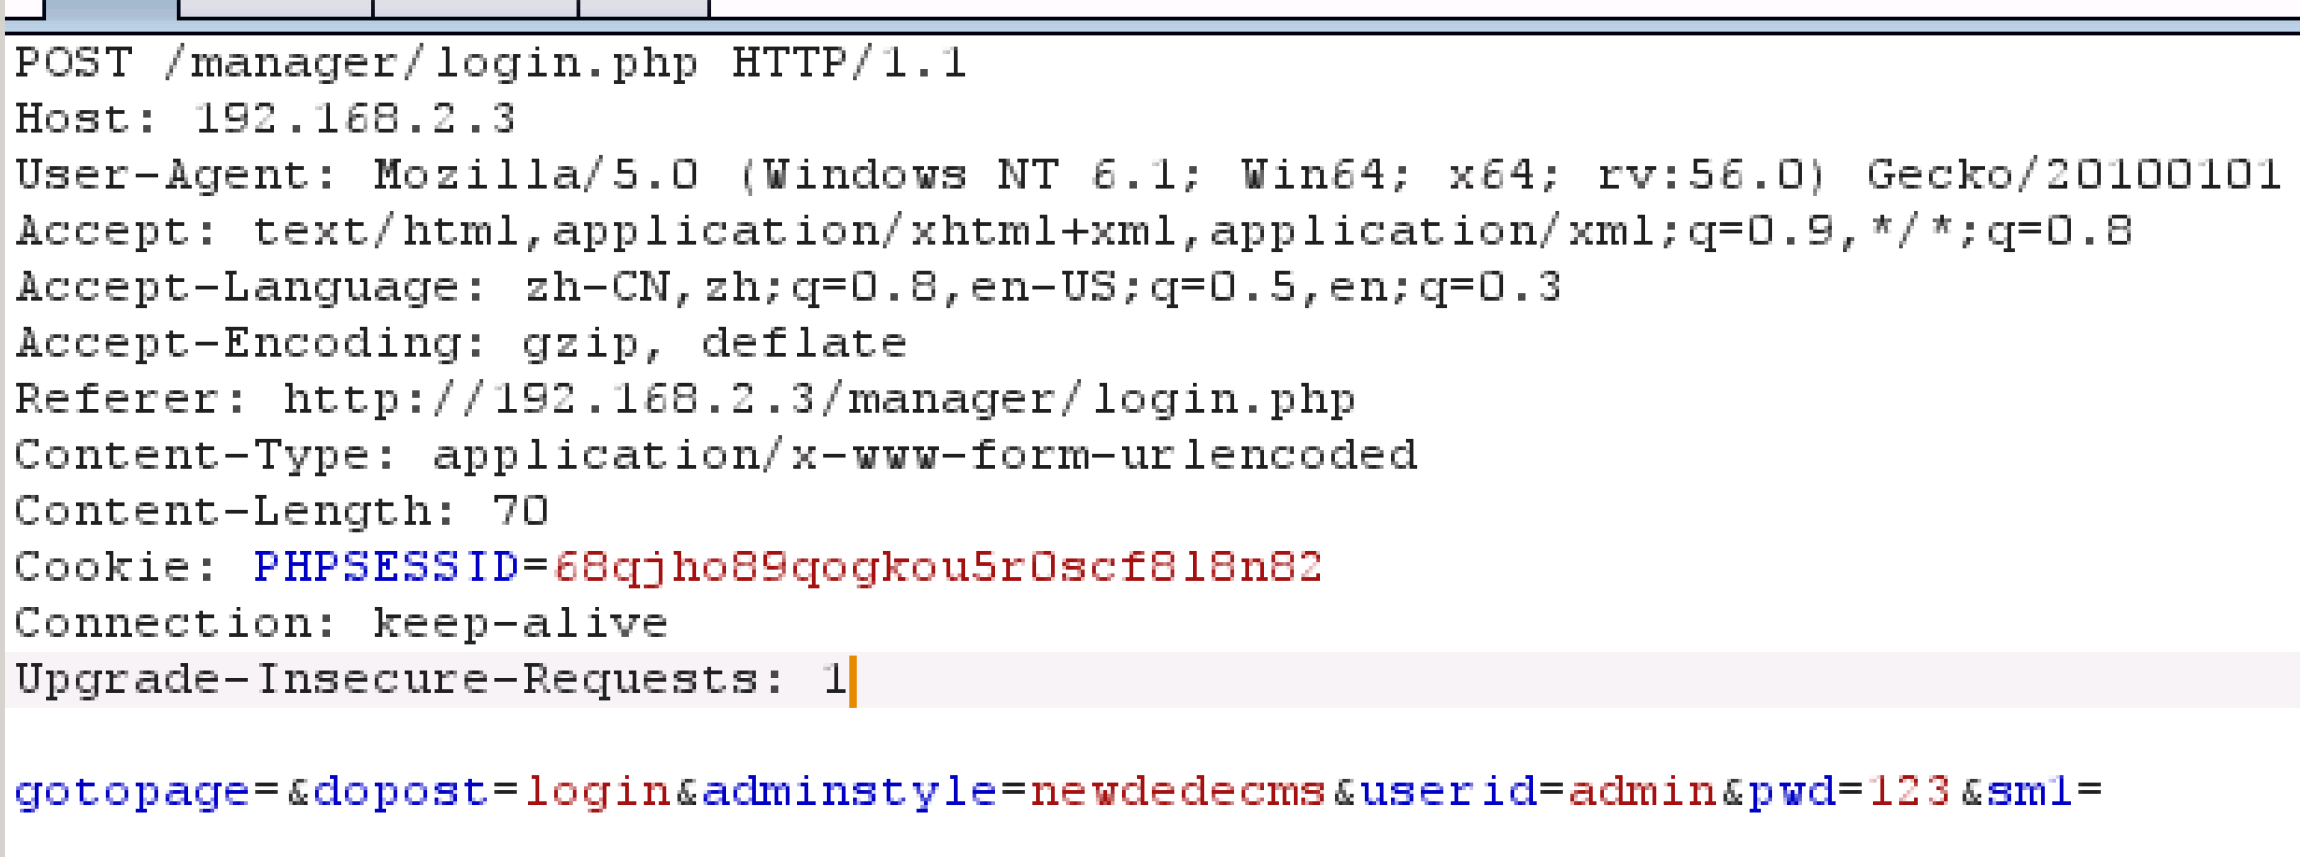 POST /manager/login.php HTTP/1.1
Host: 192.168.2.3
User-Agent: Mozilla/5.0 (Windows NT 6.1; Win64; x64; rv:56.0) Gecko/20100101
Accept: text/html,application/xhtml+xml,application/xml;q=0.9,*/*;q=0.8
Accept-Language: zh-CN,zh;q=0.8,en-US;q=0.5,en;q=0.3
Accept-Encoding: gzip, deflate
Referer: http://192.168.2.3/manager/login.php
Content-Type: application/x-www-form-urlencoded
Content-Length: 70
Cookie: PHPSESSID=68qjho89qogkou5r0scf8l8n82
Connection: keep-alive
Upgrade-Insecure-Requests: 1
gotopage=&dopost=login&adminstyle=newdedecms&userid=admin&pwd=123&sm1=